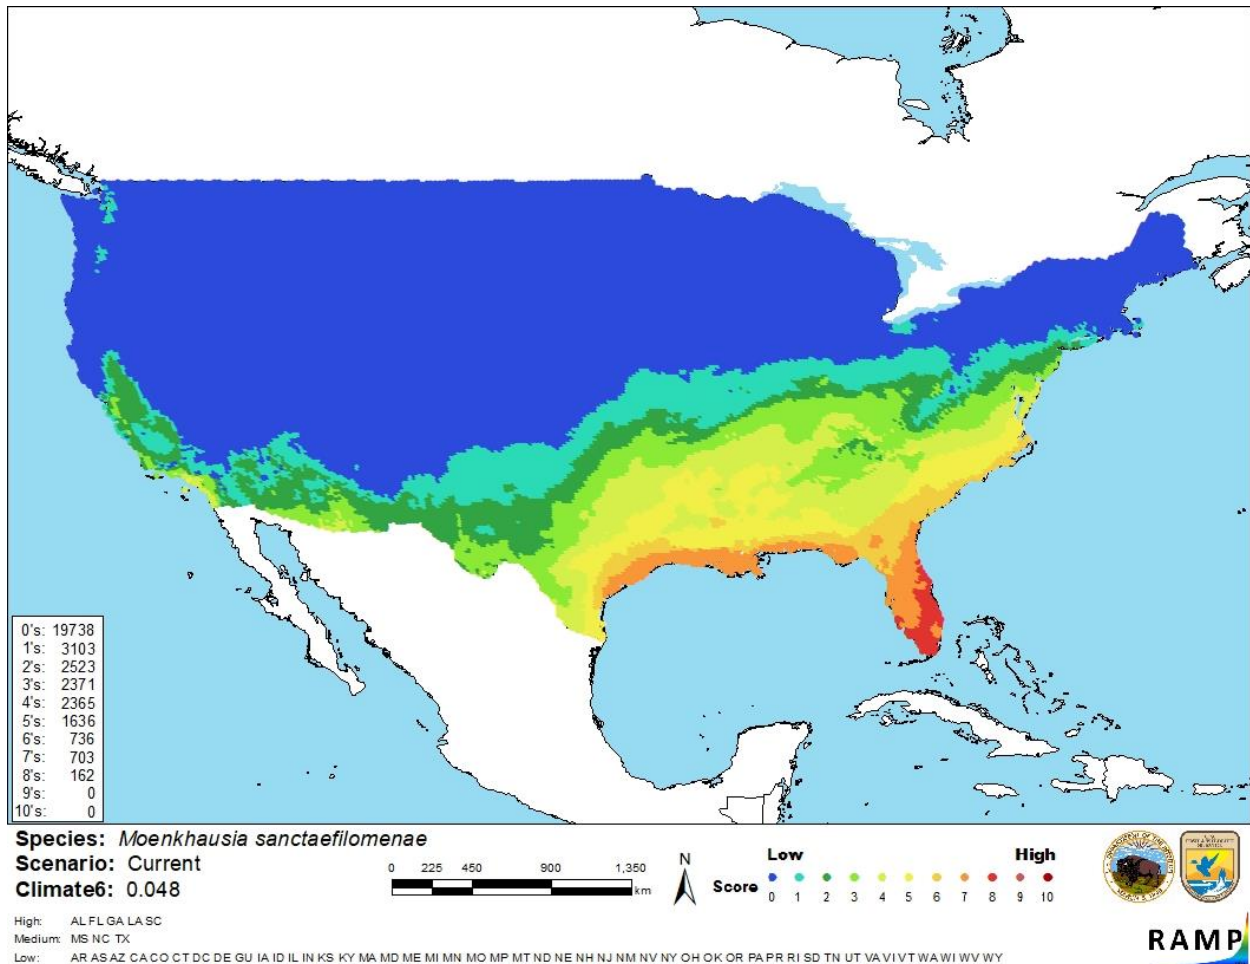 0's: 19738
1's: 3103
2's: 2523
3's: 2371
4's: 2365
5's: 1636
6's: 736
7's: 703
8's: 162
9's: 0
10's: 0
Species: Moenkhausia sanctaefilomenae
Scenario: Current
Climate6: 0.048
0 225 450 900 1,350
km
N
Low High
Score 0 1 2 3 4 5 6 7 8 9 10
High: AL FL GA LA SC
Medium: MS NC TX
Low: AR AS AZ CA CO CT DC DE GU IA ID IL IN KS KY MA MD ME MI MN MO MP MT ND NE NH NJ NM NV NY OH OK OR PA PR RI SD TN UT VA VI VT WA WI WV WY
RAMP